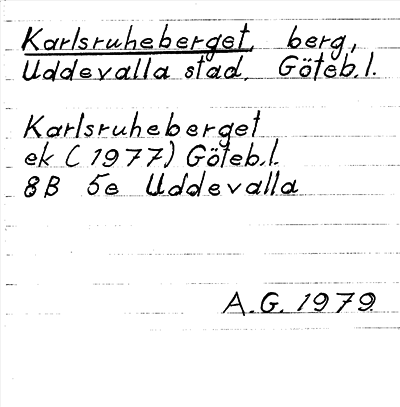 Karlsruheberget, berg,
Uddevalla stad, Göteb.l.
Karlsruheberget
ek (1977) Göteb.l.
8B 5e Uddevalla
A.G. 1979.